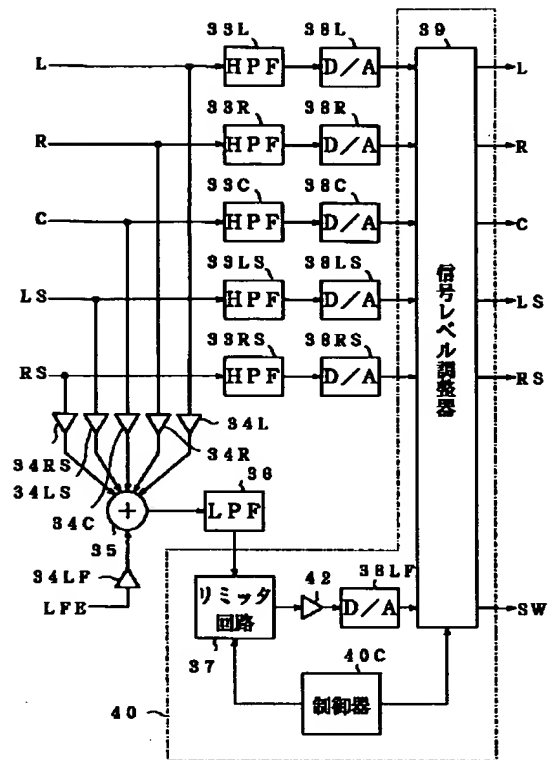 33L 38L 39
L HPF D/A L
33R 38R
R HPF D/A R
33C 38C
C HPF D/A C
33LS 38LS
LS HPF D/A LS
33RS 38RS
RS HPF D/A RS
信号レベル調整器
34L
34R
34RS
34LS
34C
36
+ LPF
35
34LF
LFE
リミッタ
回路
37
42
38LF
D/A SW
40C
制御器
40